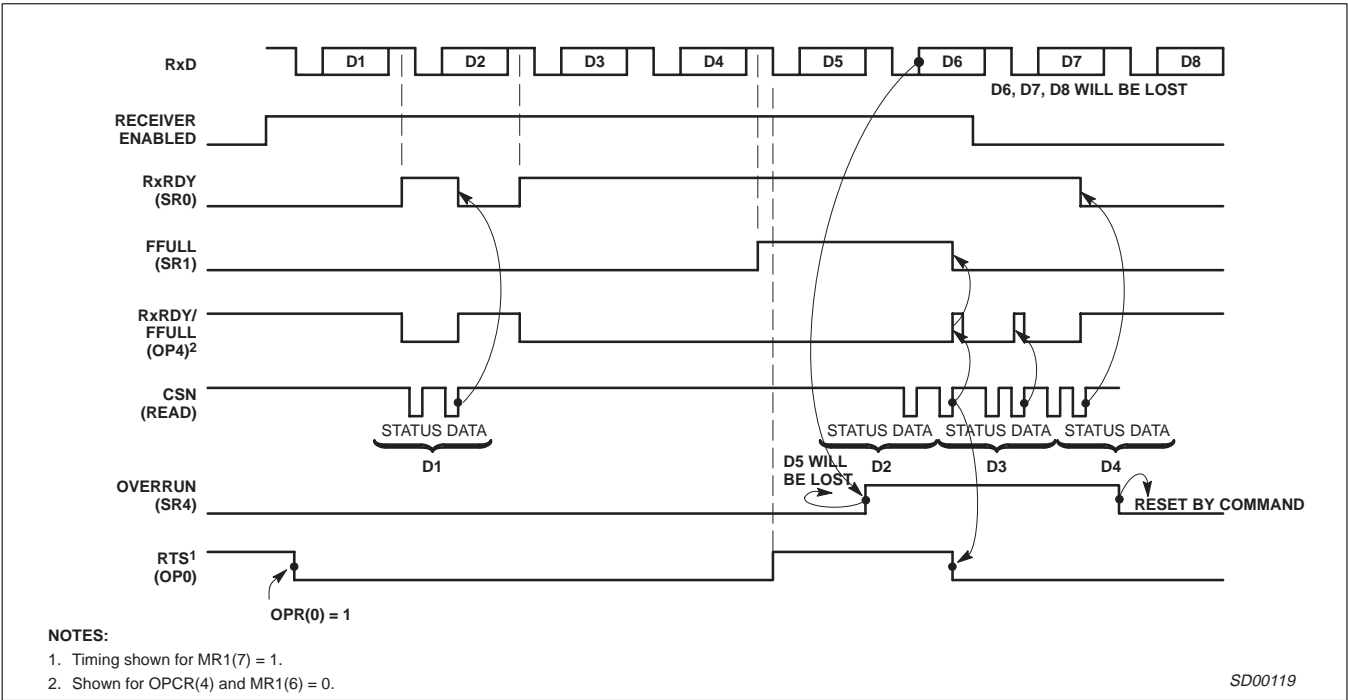 RxD
D1
D2
D3
D4
D5
D6
D7
D8
D6, D7, D8 WILL BE LOST
RECEIVER
ENABLED
RxRDY
(SR0)
FFULL
(SR1)
RxRDY/
FFULL
(OP4)2
CSN
(READ)
STATUS DATA
D1
STATUS DATA
D2
STATUS DATA
D3
STATUS DATA
D4
D5 WILL
BE LOST
OVERRUN
(SR4)
RESET BY COMMAND
RTS1
(OP0)
OPR(0) = 1
NOTES:
1. Timing shown for MR1(7) = 1.
2. Shown for OPCR(4) and MR1(6) = 0.
SD00119